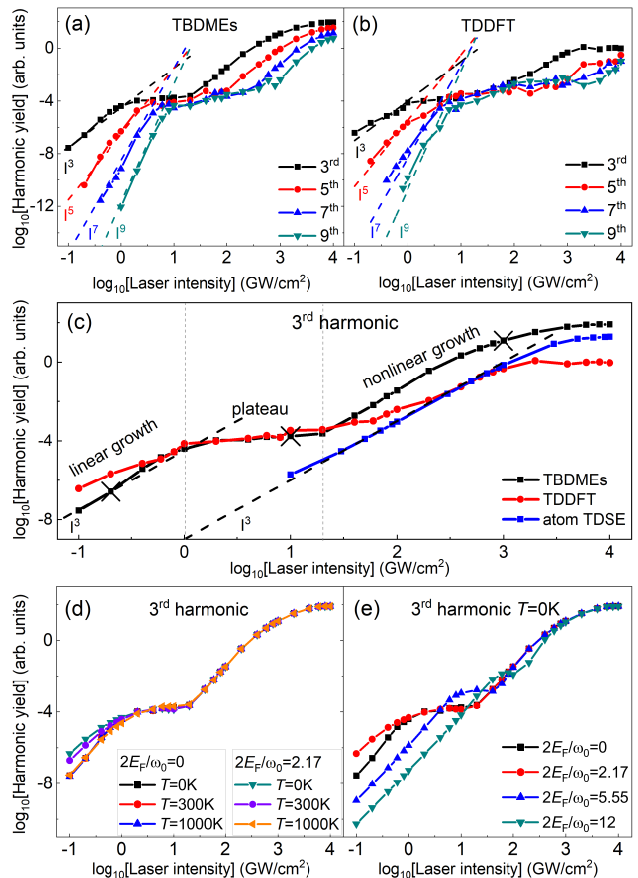 (a) TBDMEs
(b) TDDFT
log₁₀[Harmonic yield] (arb. units)
0
-4
-8
-12
I³
I⁵
I⁷
I⁹
3ʳᵈ
5ᵗʰ
7ᵗʰ
9ᵗʰ
-1 0 1 2 3 4
log₁₀[Laser intensity] (GW/cm²)
I³
I⁵
I⁷
I⁹
3ʳᵈ
5ᵗʰ
7ᵗʰ
9ᵗʰ
-1 0 1 2 3 4
log₁₀[Laser intensity] (GW/cm²)
(c) 3ʳᵈ harmonic
log₁₀[Harmonic yield] (arb. units)
0
-4
-8
linear growth
plateau
nonlinear growth
I³
I³
TBDMEs
TDDFT
atom TDSE
-1 0 1 2 3 4
log₁₀[Laser intensity] (GW/cm²)
(d) 3ʳᵈ harmonic
(e) 3ʳᵈ harmonic T=0K
log₁₀[Harmonic yield] (arb. units)
0
-4
-8
2E_F/ω₀=0
T=0K
T=300K
T=1000K
2E_F/ω₀=2.17
T=0K
T=300K
T=1000K
-1 0 1 2 3 4
log₁₀[Laser intensity] (GW/cm²)
2E_F/ω₀=0
2E_F/ω₀=2.17
2E_F/ω₀=5.55
2E_F/ω₀=12
-1 0 1 2 3 4
log₁₀[Laser intensity] (GW/cm²)